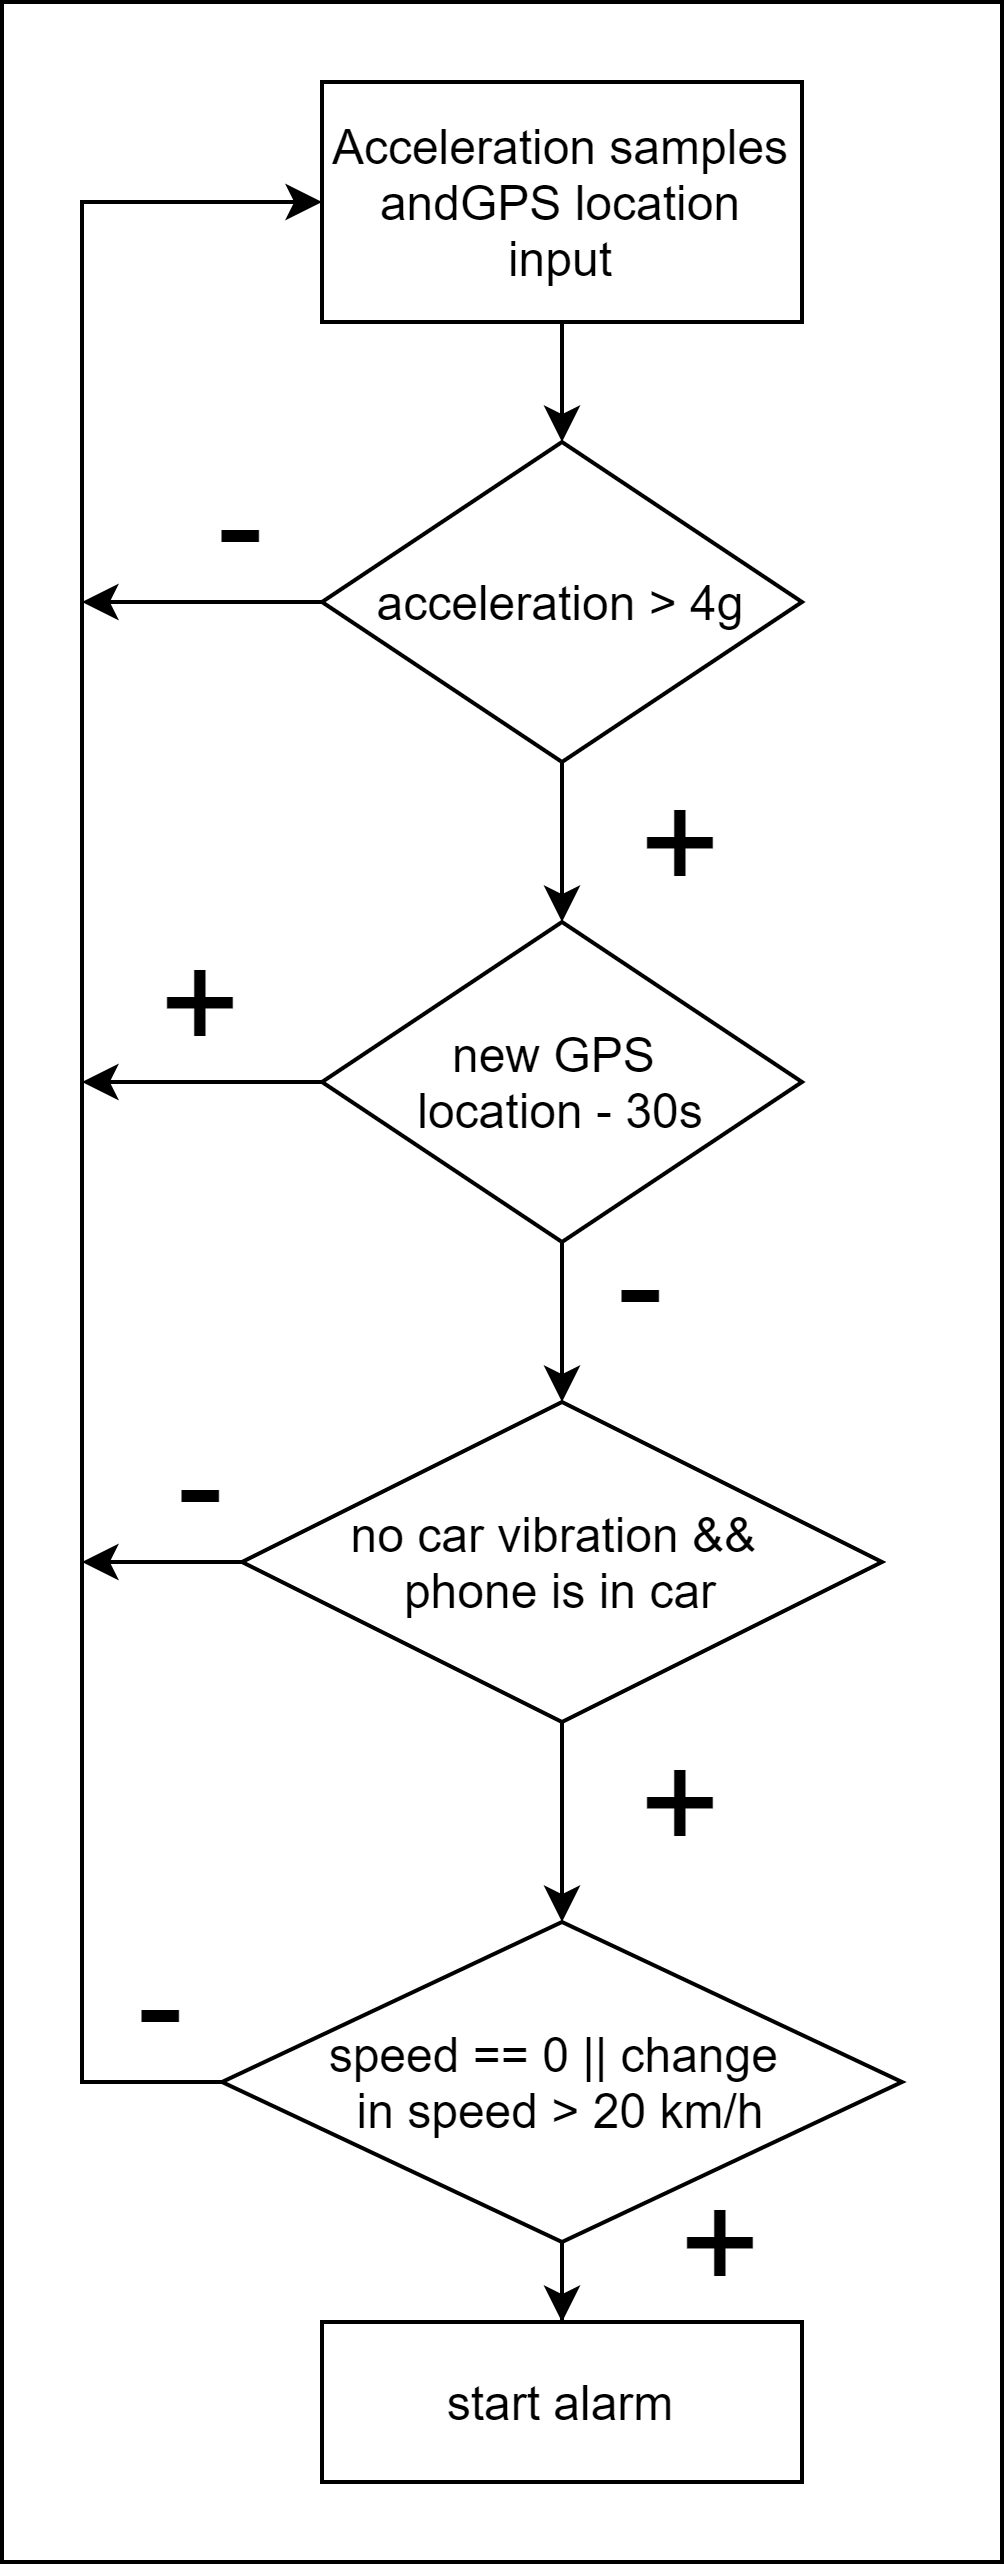 Acceleration samples
andGPS location
input
-
acceleration > 4g
+
+
new GPS
location - 30s
-
-
no car vibration &&
phone is in car
+
-
speed == 0 || change
in speed > 20 km/h
+
start alarm